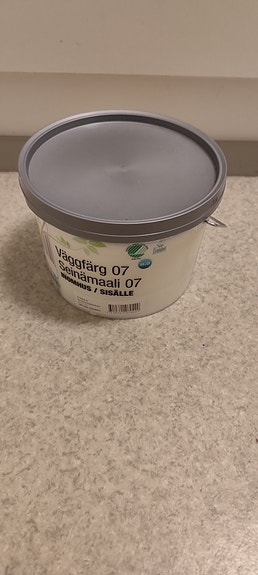 Väggfärg 07
Seinämaali 07
INOMHUS / SISÄLLE